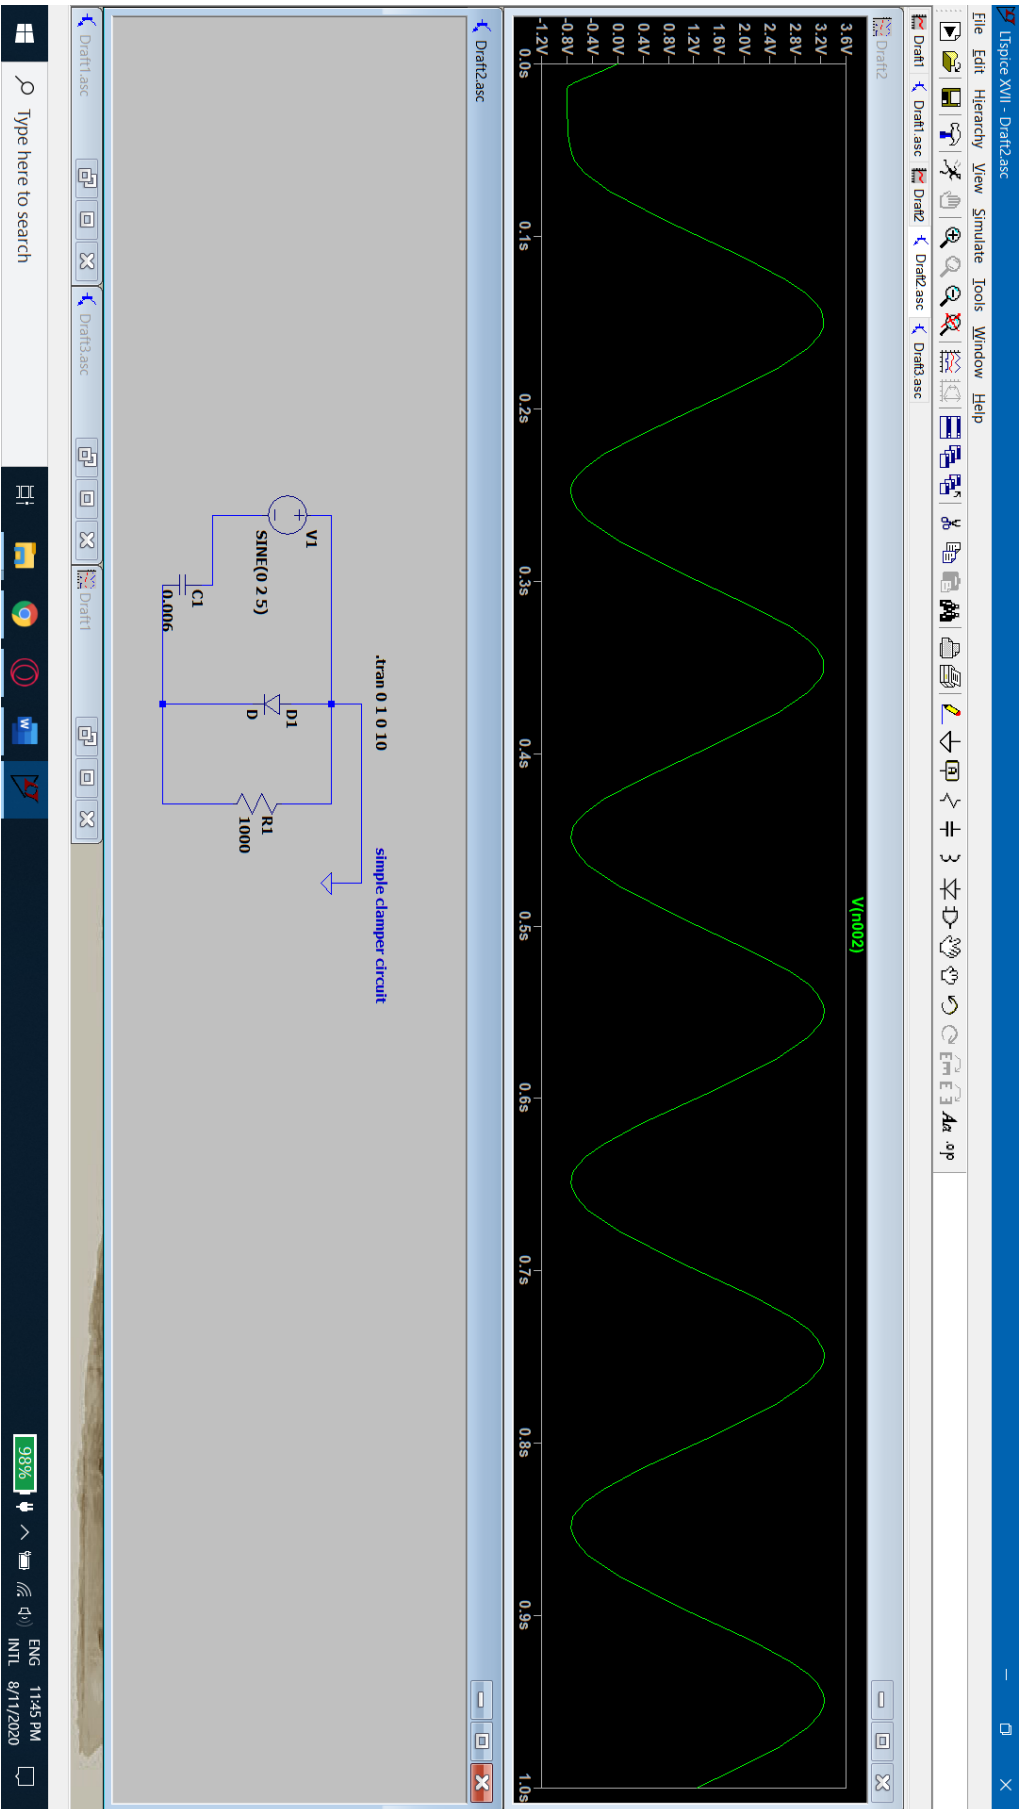 LTspice XVII - Draft2.asc
File Edit Hierarchy View Simulate Tools Window Help
Draft1 Draft1.asc Draft2 Draft2.asc Draft3.asc
Draft2
V(n002)
3.6V
3.2V
2.8V
2.4V
2.0V
1.6V
1.2V
0.8V
0.4V
0.0V
-0.4V
-0.8V
-1.2V
0.0s 0.1s 0.2s 0.3s 0.4s 0.5s 0.6s 0.7s 0.8s 0.9s 1.0s
Draft2.asc
.tran 0 1 0 10
simple clamper circuit
V1
SINE(0 2 5)
D1
D
R1
1000
C1
0.006
Draft1.asc
Draft3.asc
Draft1
Type here to search
98%
ENG
INTL
11:45 PM
8/11/2020